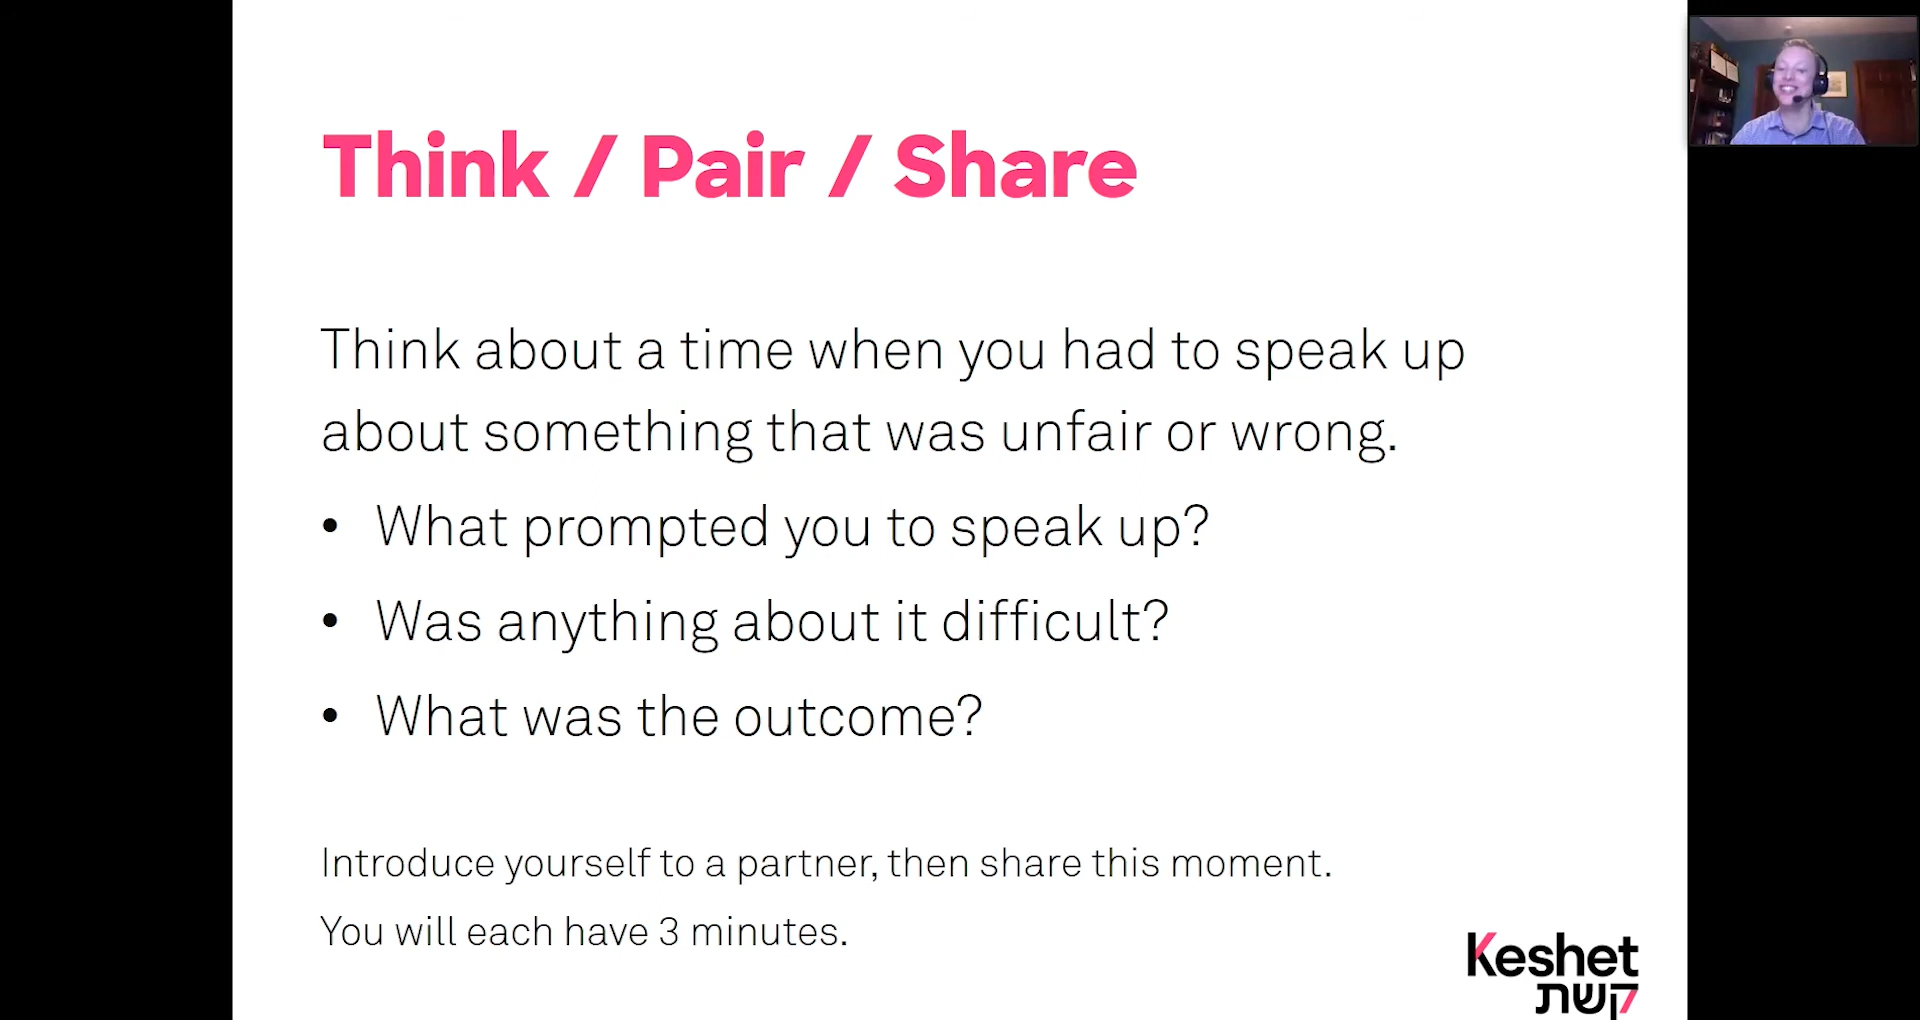 Think / Pair / Share
Think about a time when you had to speak up
about something that was unfair or wrong.
• What prompted you to speak up?
• Was anything about it difficult?
• What was the outcome?
Introduce yourself to a partner, then share this moment.
You will each have 3 minutes.
Keshet
קשת